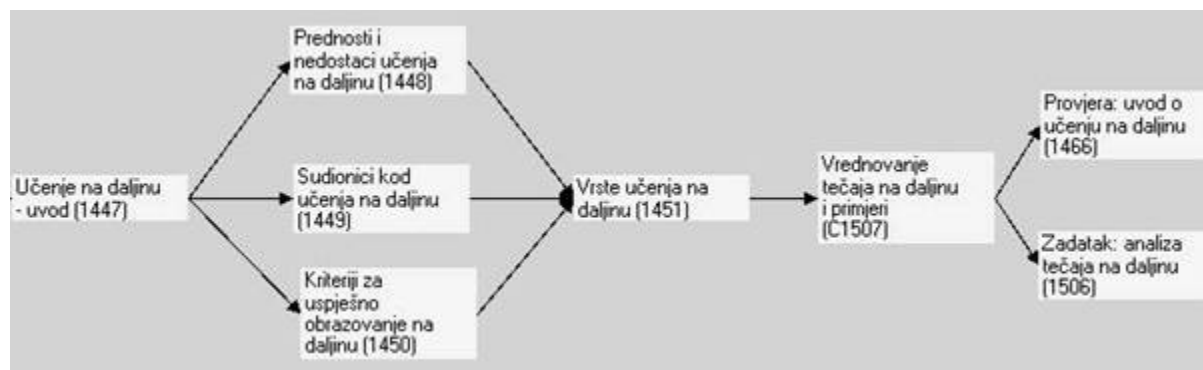 Učenje na daljinu
- uvod (1447)
Prednosti i
nedostaci učenja
na daljinu (1448)
Sudionici kod
učenja na daljinu
(1449)
Kriteriji za
uspješno
obrazovanje na
daljinu (1450)
Vrste učenja na
daljinu (1451)
Vrednovanje
tečaja na daljinu
i primjeri
(C1507)
Provjera: uvod o
učenju na daljinu
(1466)
Zadatak: analiza
tečaja na daljinu
(1506)